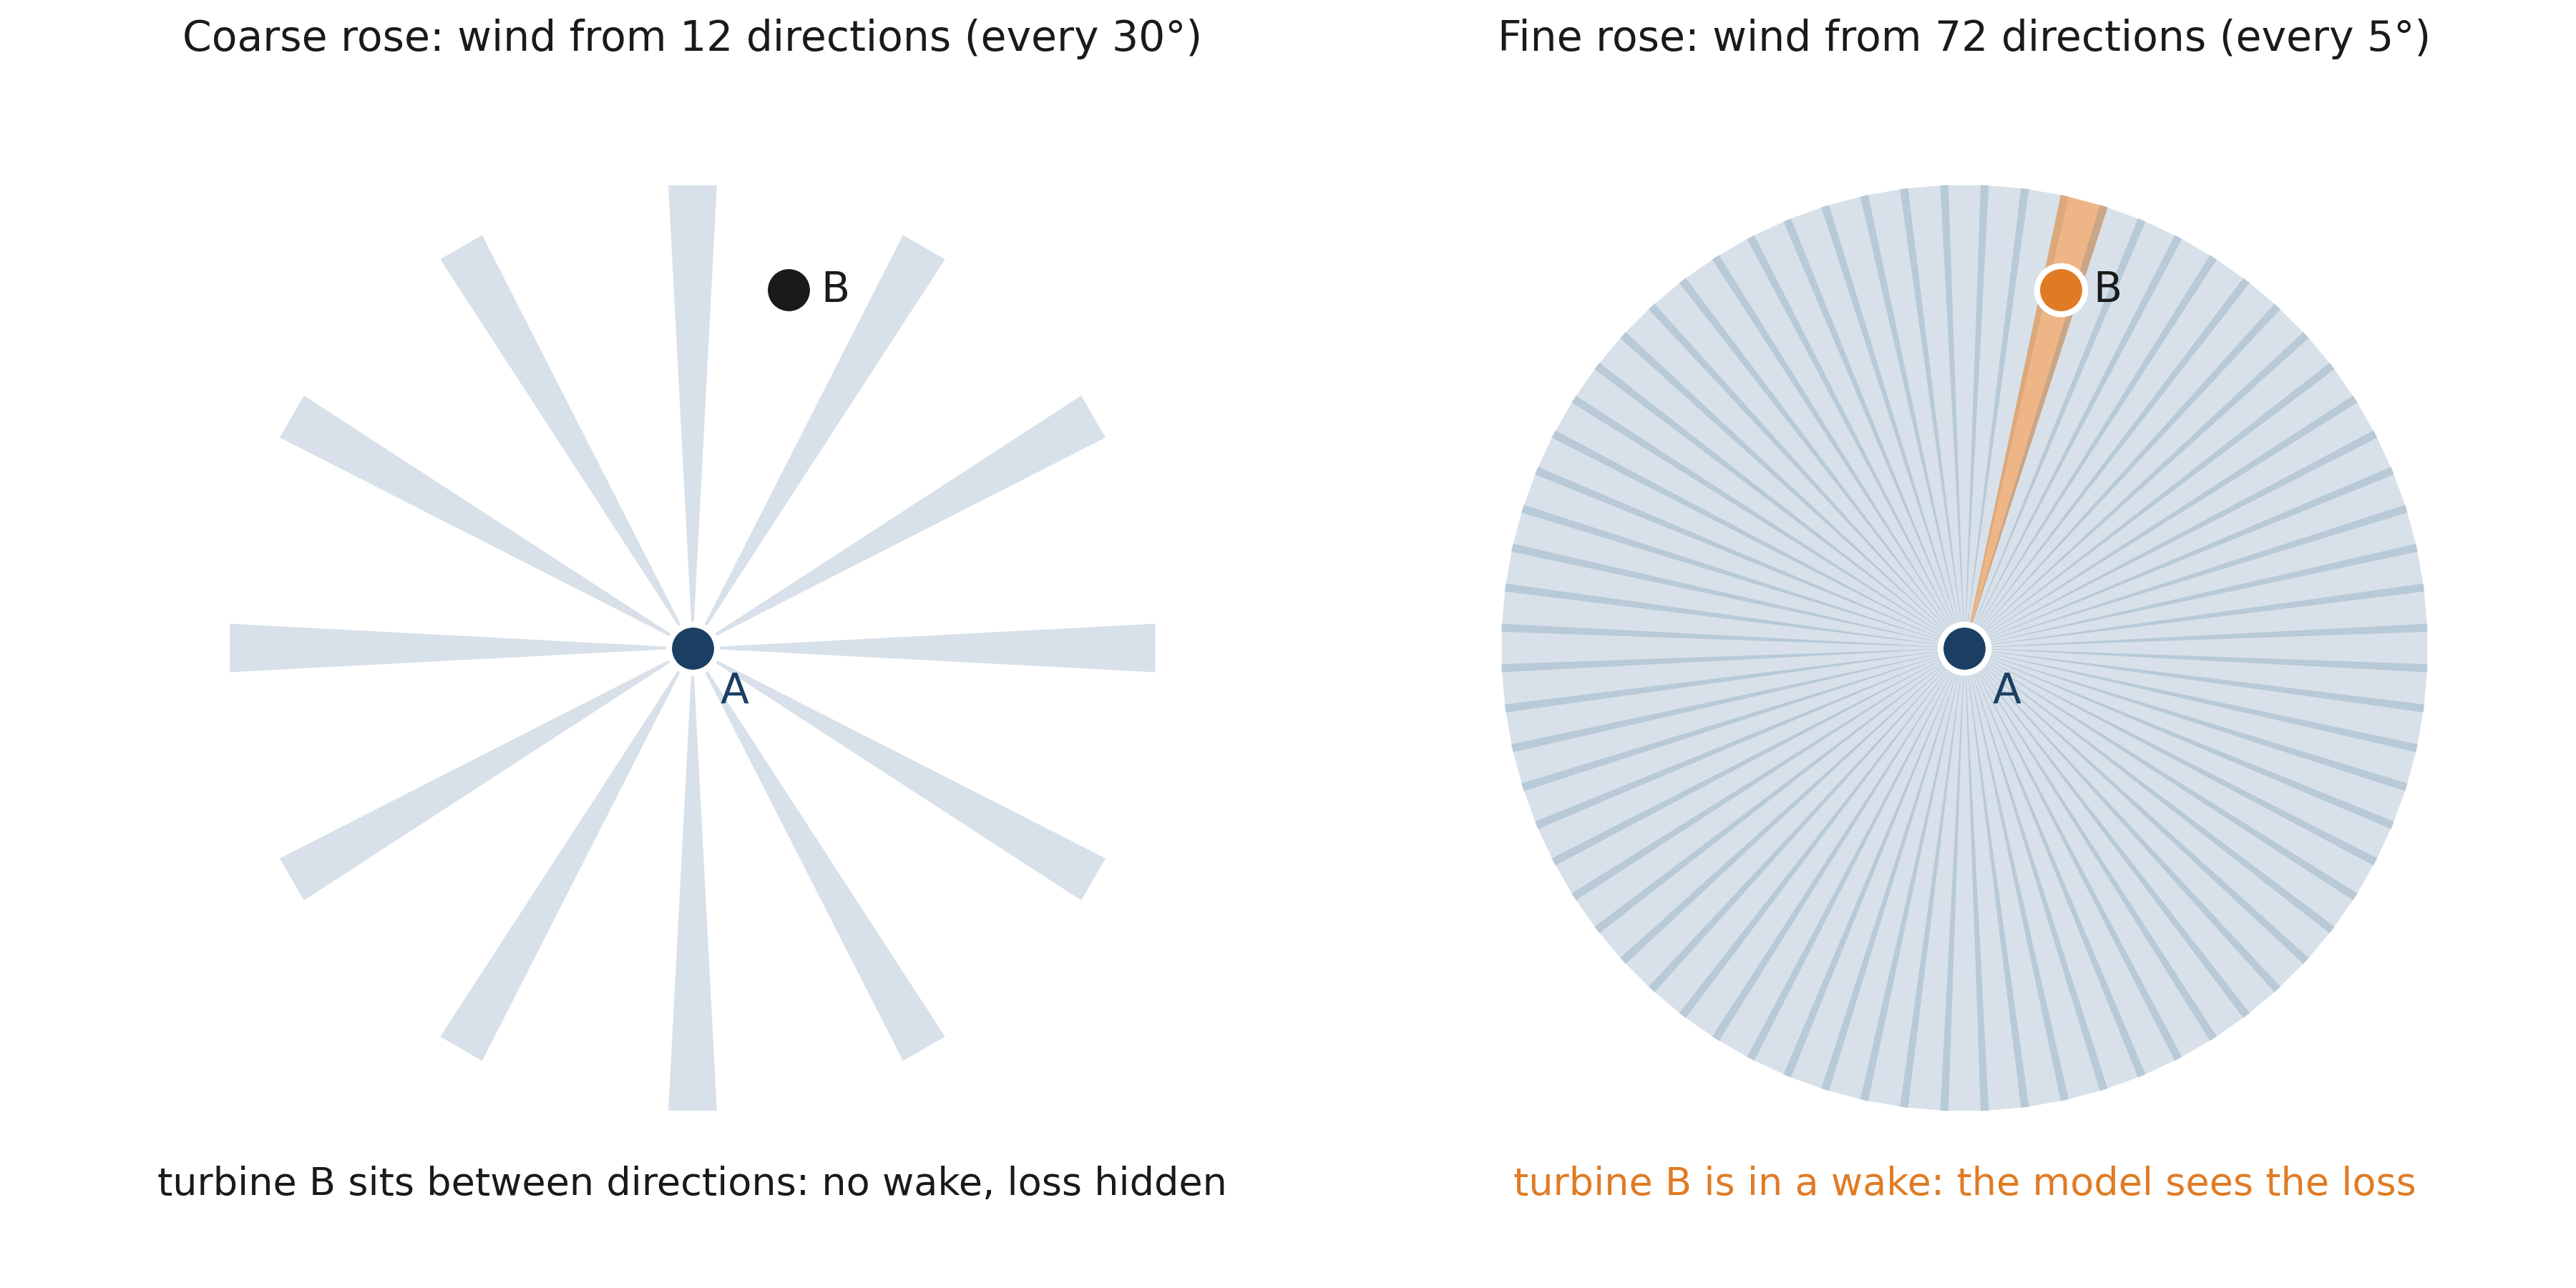 Coarse rose: wind from 12 directions (every 30°)
B
A
turbine B sits between directions: no wake, loss hidden
Fine rose: wind from 72 directions (every 5°)
B
A
turbine B is in a wake: the model sees the loss